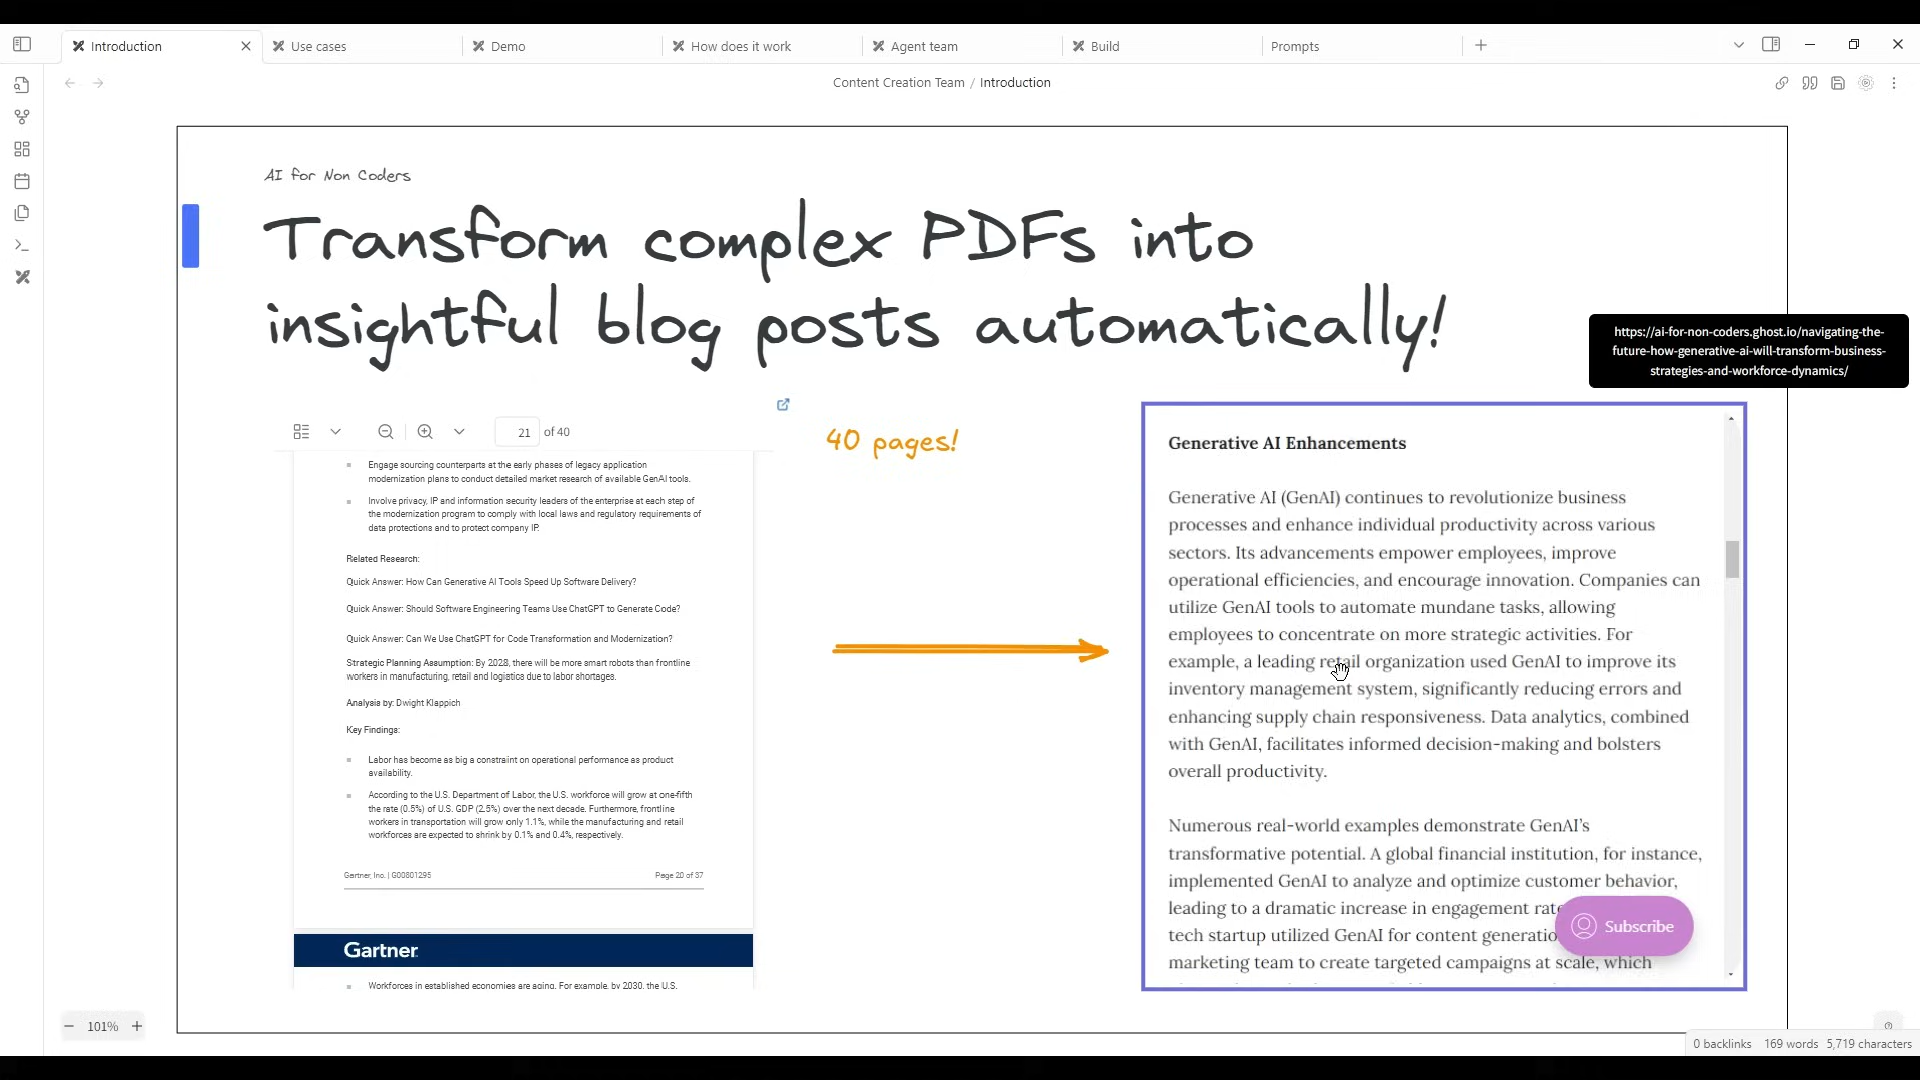 Introduction
Use cases
Demo
How does it work
Agent team
Build
Prompts
Content Creation Team / Introduction
AI for Non Coders
Transform complex PDFs into
insightful blog posts automatically!
https://ai-for-non-coders.ghost.io/navigating-the-
future-how-generative-ai-will-transform-business-
strategies-and-workforce-dynamics/
21 of 40
Engage sourcing counterparts at the early phases of legacy application
modernization plans to conduct detailed market research of available GenAI tools.
Involve privacy, IP and information security leaders of the enterprise at each step of
the modernization program to comply with local laws and regulatory requirements of
data protections and to protect company IP.
Related Research:
Quick Answer: How Can Generative AI Tools Speed Up Software Delivery?
Quick Answer: Should Software Engineering Teams Use ChatGPT to Generate Code?
Quick Answer: Can We Use ChatGPT for Code Transformation and Modernization?
Strategic Planning Assumption: By 2028, there will be more smart robots than frontline
workers in manufacturing, retail and logistics due to labor shortages.
Analysis by: Dwight Klappich
Key Findings:
Labor has become as big a constraint on operational performance as product
availability.
According to the U.S. Department of Labor, the U.S. workforce will grow at one-fifth
the rate (0.5%) of U.S. GDP (2.5%) over the next decade. Furthermore, frontline
workers in transportation will grow only 1.1%, while the manufacturing and retail
workforces are expected to shrink by 0.1% and 0.4%, respectively.
Gartner, Inc. | G00801295
Page 20 of 37
Gartner
Workforces in established economies are aging. For example, by 2030, the U.S.
40 pages!
Generative AI Enhancements
Generative AI (GenAI) continues to revolutionize business
processes and enhance individual productivity across various
sectors. Its advancements empower employees, improve
operational efficiencies, and encourage innovation. Companies can
utilize GenAI tools to automate mundane tasks, allowing
employees to concentrate on more strategic activities. For
example, a leading retail organization used GenAI to improve its
inventory management system, significantly reducing errors and
enhancing supply chain responsiveness. Data analytics, combined
with GenAI, facilitates informed decision-making and bolsters
overall productivity.
Numerous real-world examples demonstrate GenAI's
transformative potential. A global financial institution, for instance,
implemented GenAI to analyze and optimize customer behavior,
leading to a dramatic increase in engagement
tech startup utilized GenAI for content
marketing team to create targeted campaigns at scale, which
Subscribe
101%
0 backlinks 169 words 5,719 characters